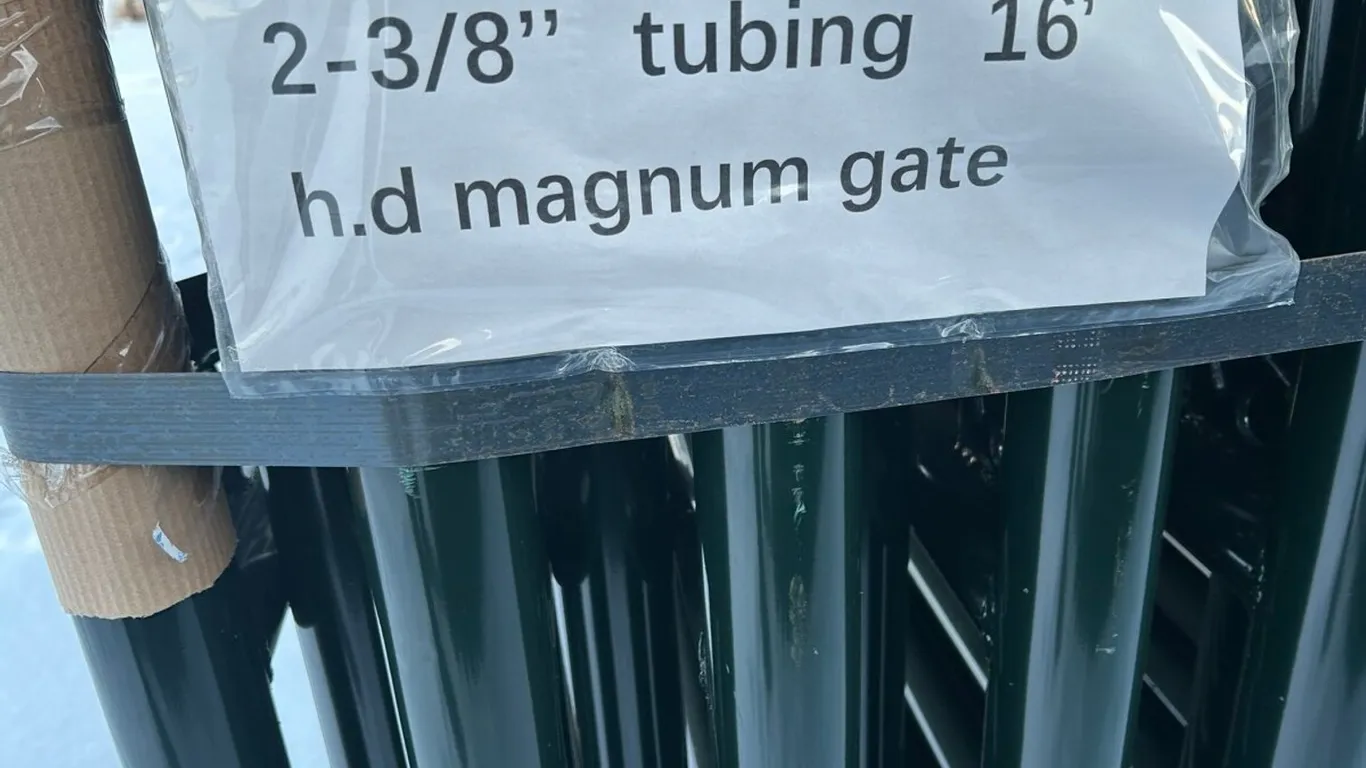 2-3/8” tubing 16’
h.d magnum gate